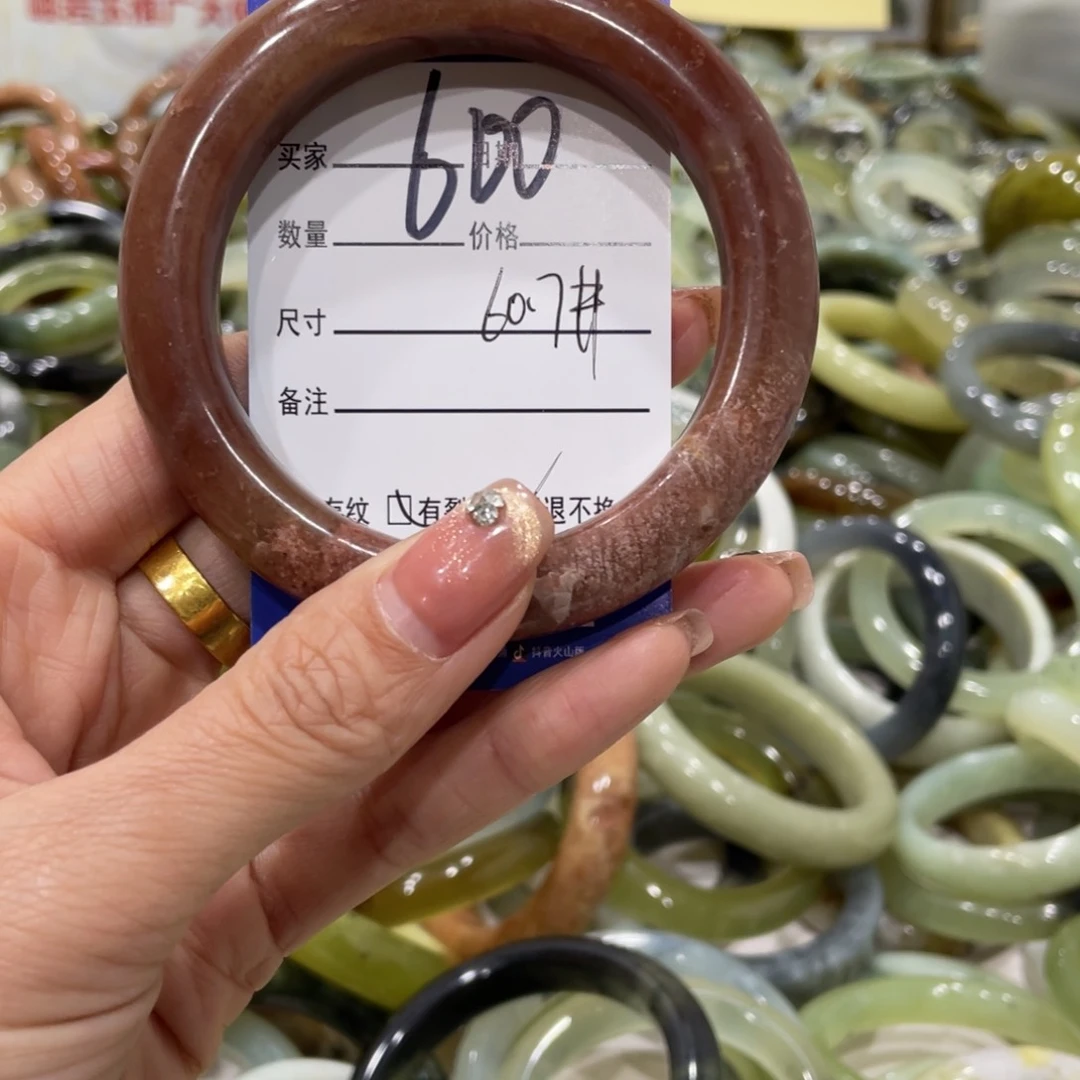 600
买家 日期
数量 价格
尺寸 60.7#
备注
有纹 有裂 退不换
抖音火山版